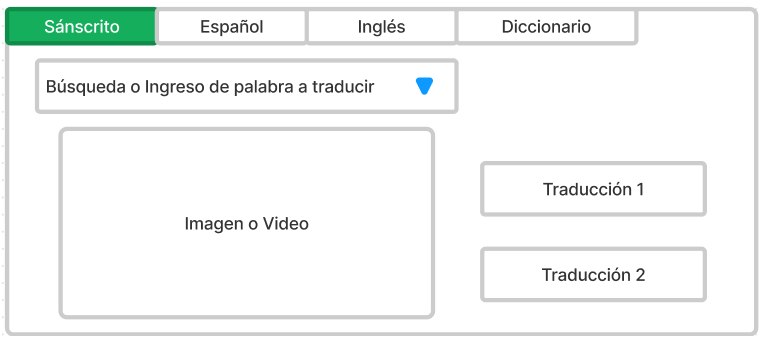 Sánscrito
Español
Inglés
Diccionario
Búsqueda o Ingreso de palabra a traducir
Imagen o Video
Traducción 1
Traducción 2